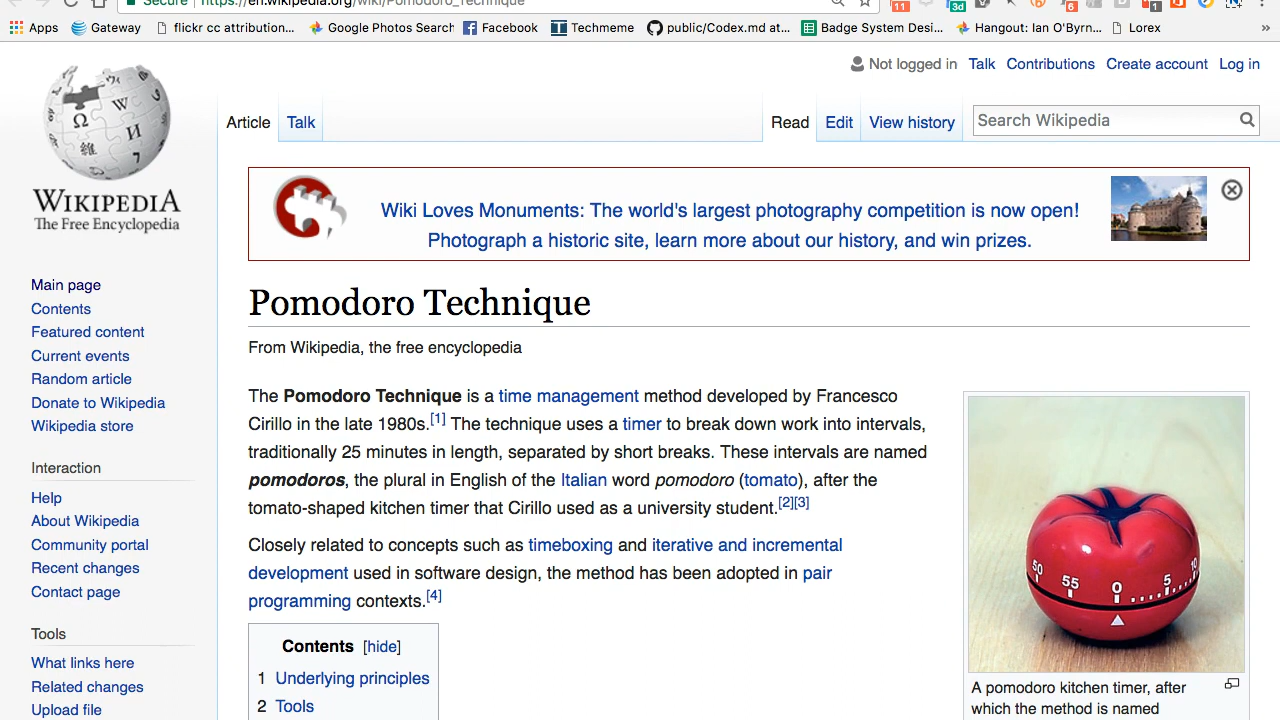 Secure https://en.wikipedia.org/wiki/Pomodoro_Technique
11 3d 6 1
Apps Gateway flickr cc attribution... Google Photos Search Facebook Techmeme public/Codex.md at... Badge System Desi... Hangout: Ian O'Byrn... Lorex »
Not logged in Talk Contributions Create account Log in
Article Talk Read Edit View history Search Wikipedia
WIKIPEDIA
The Free Encyclopedia
Wiki Loves Monuments: The world's largest photography competition is now open!
Photograph a historic site, learn more about our history, and win prizes.
Main page
Contents
Featured content
Current events
Random article
Donate to Wikipedia
Wikipedia store
Interaction
Help
About Wikipedia
Community portal
Recent changes
Contact page
Tools
What links here
Related changes
Upload file
Pomodoro Technique
From Wikipedia, the free encyclopedia
The Pomodoro Technique is a time management method developed by Francesco
Cirillo in the late 1980s.[1] The technique uses a timer to break down work into intervals,
traditionally 25 minutes in length, separated by short breaks. These intervals are named
pomodoros, the plural in English of the Italian word pomodoro (tomato), after the
tomato-shaped kitchen timer that Cirillo used as a university student.[2][3]
Closely related to concepts such as timeboxing and iterative and incremental
development used in software design, the method has been adopted in pair
programming contexts.[4]
Contents [hide]
1 Underlying principles
2 Tools
50 55 0 5 10
A pomodoro kitchen timer, after
which the method is named